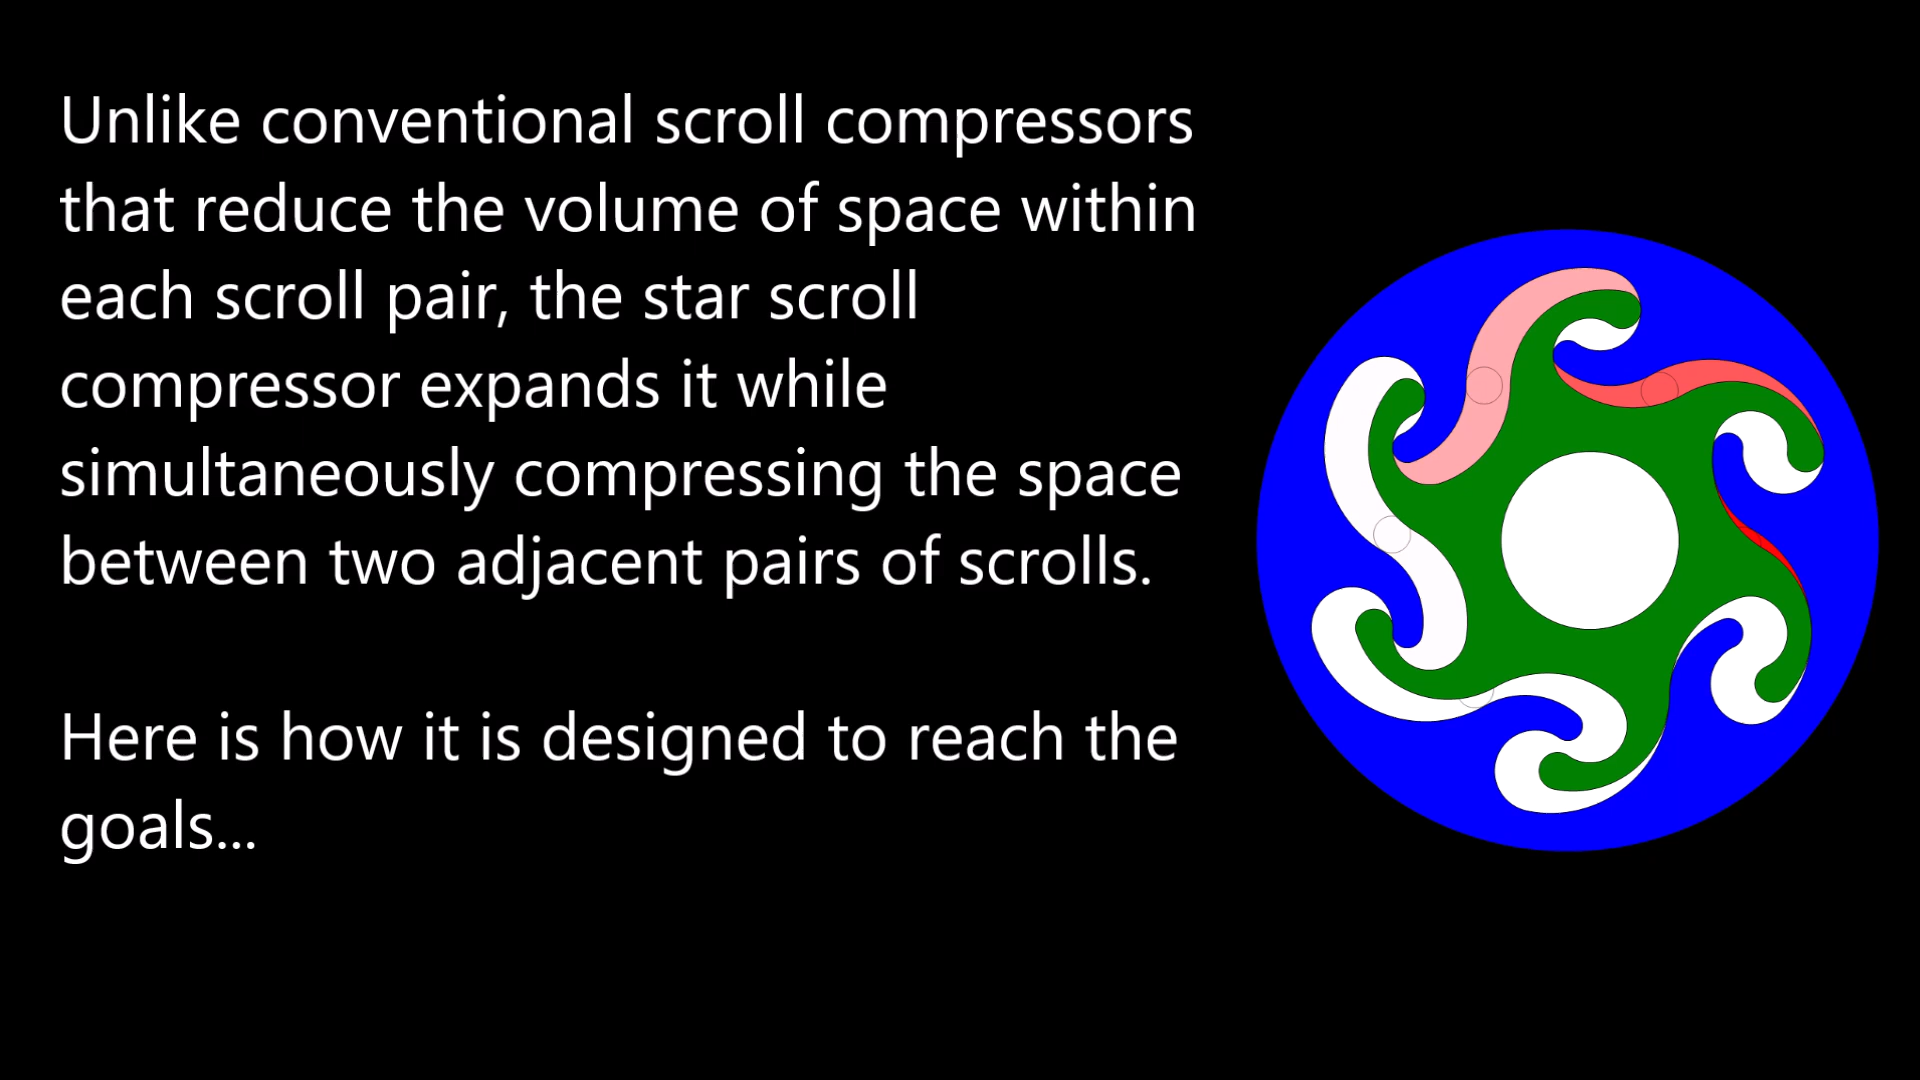 Unlike conventional scroll compressors
that reduce the volume of space within
each scroll pair, the star scroll
compressor expands it while
simultaneously compressing the space
between two adjacent pairs of scrolls.
Here is how it is designed to reach the
goals...